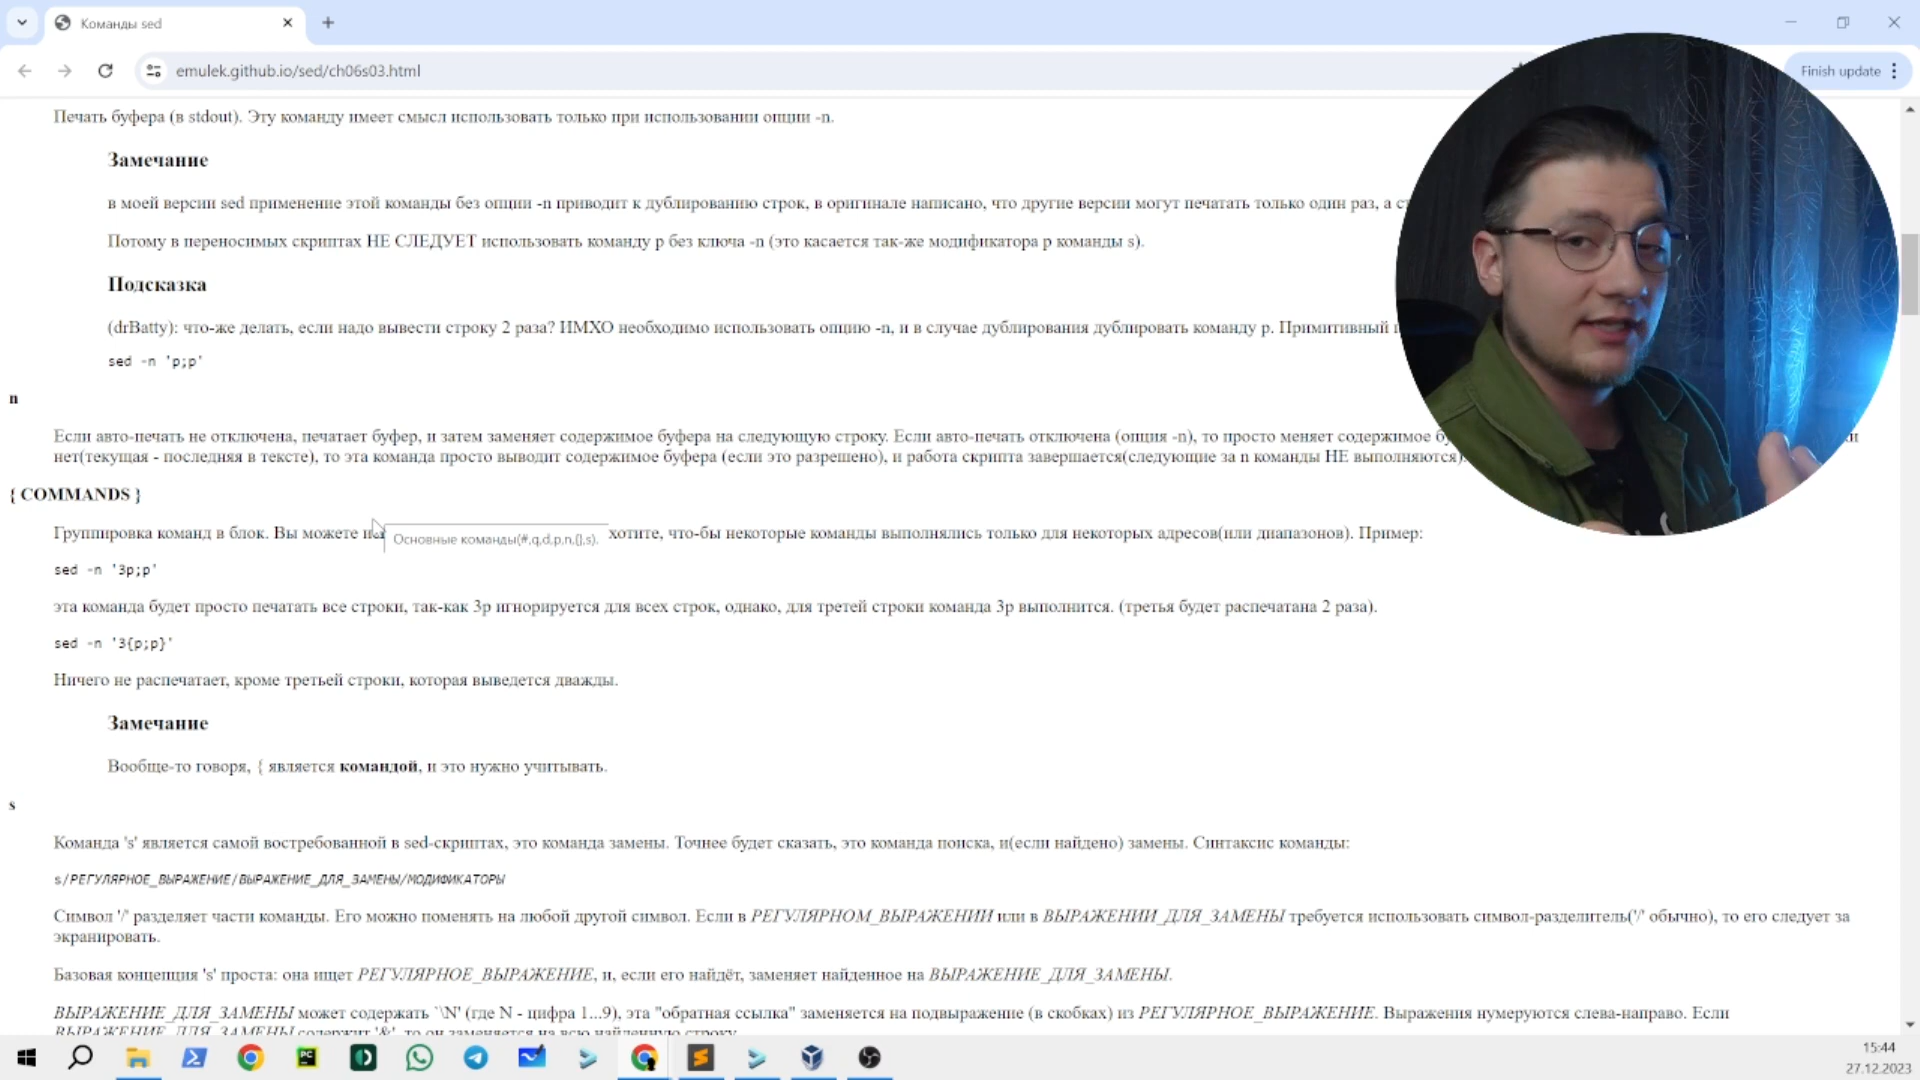 Команды sed
emulek.github.io/sed/ch06s03.html
Finish update
Печать буфера (в stdout). Эту команду имеет смысл использовать только при использовании опции -n.
Замечание
в моей версии sed применение этой команды без опции -n приводит к дублированию строк, в оригинале написано, что другие версии могут печатать только один раз, а
Потому в переносимых скриптах НЕ СЛЕДУЕТ использовать команду p без ключа -n (это касается так-же модификатора p команды s).
Подсказка
(drBatty): что-же делать, если надо вывести строку 2 раза? ИМХО необходимо использовать опцию -n, и в случае дублирования дублировать команду p. Примитивный
sed -n 'p;p'
n
Если авто-печать не отключена, печатает буфер, и затем заменяет содержимое буфера на следующую строку. Если авто-печать отключена (опция -n), то просто меняет содержимое
нет(текущая - последняя в тексте), то эта команда просто выводит содержимое буфера (если это разрешено), и работа скрипта завершается(следующие за n команды НЕ выполняются).
{ COMMANDS }
Группировка команд в блок. Вы можете хотите, что-бы некоторые команды выполнялись только для некоторых адресов(или диапазонов). Пример:
Основные команды(#,q,d,p,n,{},s).
sed -n '3p;p'
эта команда будет просто печатать все строки, так-как 3p игнорируется для всех строк, однако, для третей строки команда 3p выполнится. (третья будет распечатана 2 раза).
sed -n '3{p;p}'
Ничего не распечатает, кроме третьей строки, которая выведется дважды.
Замечание
Вообще-то говоря, { является командой, и это нужно учитывать.
s
Команда 's' является самой востребованной в sed-скриптах, это команда замены. Точнее будет сказать, это команда поиска, и(если найдено) замены. Синтаксис команды:
s/РЕГУЛЯРНОЕ_ВЫРАЖЕНИЕ/ВЫРАЖЕНИЕ_ДЛЯ_ЗАМЕНЫ/МОДИФИКАТОРЫ
Символ '/' разделяет части команды. Его можно поменять на любой другой символ. Если в РЕГУЛЯРНОМ_ВЫРАЖЕНИИ или в ВЫРАЖЕНИИ_ДЛЯ_ЗАМЕНЫ требуется использовать символ-разделитель('/' обычно), то его следует за
экранировать.
Базовая концепция 's' проста: она ищет РЕГУЛЯРНОЕ_ВЫРАЖЕНИЕ, и, если его найдёт, заменяет найденное на ВЫРАЖЕНИЕ_ДЛЯ_ЗАМЕНЫ.
ВЫРАЖЕНИЕ_ДЛЯ_ЗАМЕНЫ может содержать `\N' (где N - цифра 1...9), эта "обратная ссылка" заменяется на подвыражение (в скобках) из РЕГУЛЯРНОЕ_ВЫРАЖЕНИЕ. Выражения нумеруются слева-направо. Если
ВЫРАЖЕНИЕ_ДЛЯ_ЗАМЕНЫ содержит '&', то он заменяется на всю найденную строку.
15:44
27.12.2023